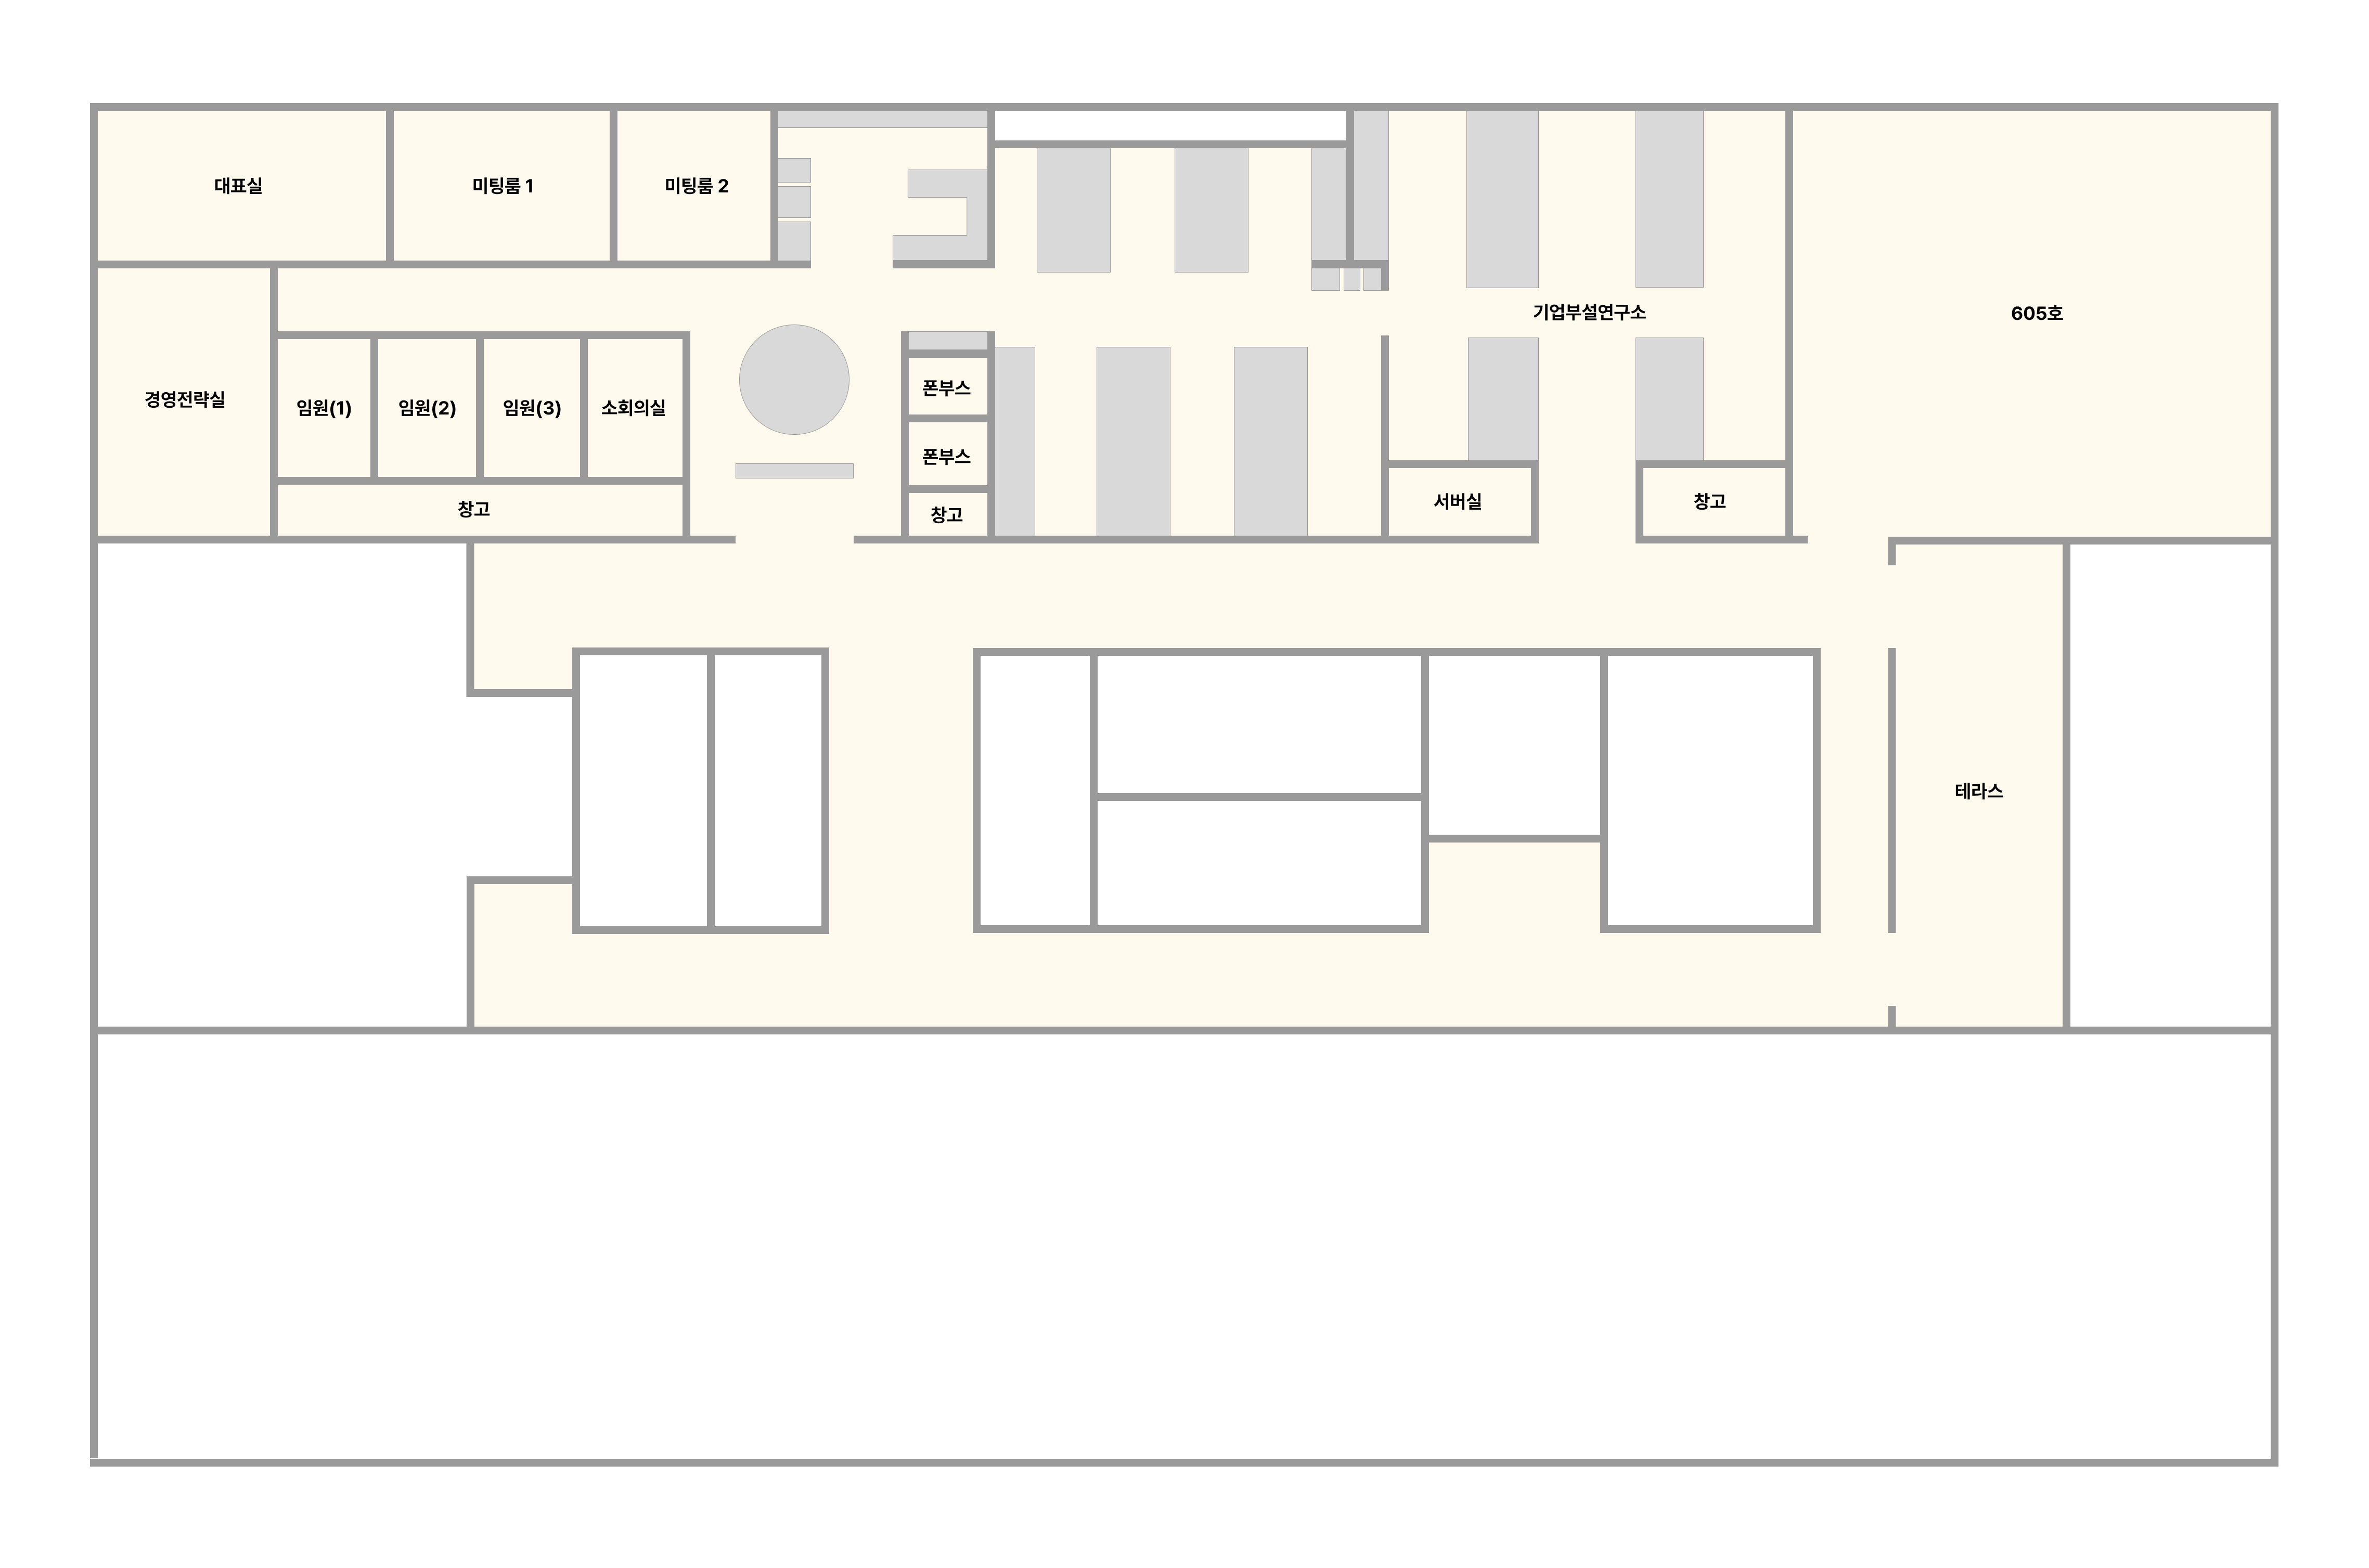 대표실
미팅룸 1
미팅룸 2
기업부설연구소
605호
경영전략실
임원(1)
임원(2)
임원(3)
소회의실
폰부스
폰부스
창고
창고
서버실
창고
테라스